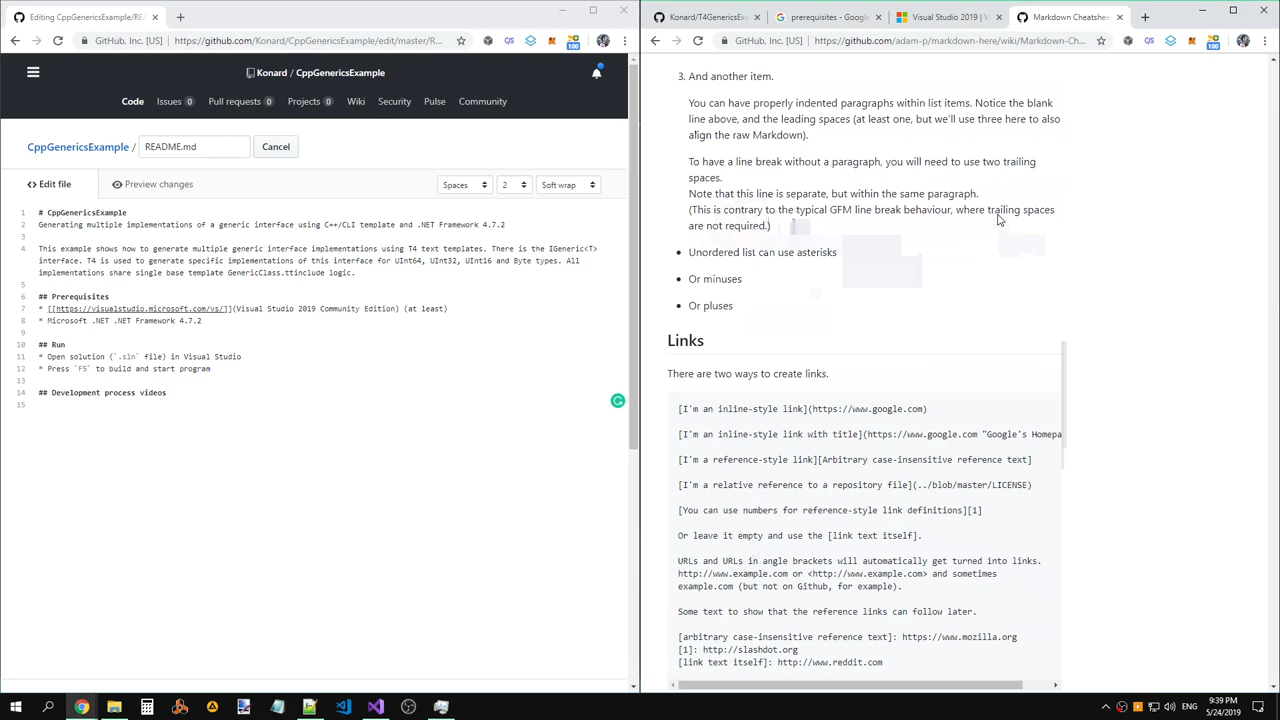 Editing CppGenericsExample/RE
Konard/T4GenericsExa
prerequisites - Google
Visual Studio 2019 | V
Markdown Cheatshee
GitHub, Inc. [US] https://github.com/Konard/CppGenericsExample/edit/master/R...
GitHub, Inc. [US] https://github.com/adam-p/markdown-here/wiki/Markdown-Ch...
Konard / CppGenericsExample
Code Issues 0 Pull requests 0 Projects 0 Wiki Security Pulse Community
CppGenericsExample / README.md Cancel
<> Edit file Preview changes Spaces 2 Soft wrap
1 # CppGenericsExample
2 Generating multiple implementations of a generic interface using C++/CLI template and .NET Framework 4.7.2
3
4 This example shows how to generate multiple generic interface implementations using T4 text templates. There is the IGeneric<T>
interface. T4 is used to generate specific implementations of this interface for UInt64, UInt32, UInt16 and Byte types. All
implementations share single base template GenericClass.ttinclude logic.
5
6 ## Prerequisites
7 * [[https://visualstudio.microsoft.com/vs/]](Visual Studio 2019 Community Edition) (at least)
8 * Microsoft .NET .NET Framework 4.7.2
9
10 ## Run
11 * Open solution (`.sln` file) in Visual Studio
12 * Press `F5` to build and start program
13
14 ## Development process videos
15
3. And another item.
You can have properly indented paragraphs within list items. Notice the blank
line above, and the leading spaces (at least one, but we'll use three here to also
align the raw Markdown).
To have a line break without a paragraph, you will need to use two trailing
spaces.
Note that this line is separate, but within the same paragraph.
(This is contrary to the typical GFM line break behaviour, where trailing spaces
are not required.)
• Unordered list can use asterisks
• Or minuses
• Or pluses
Links
There are two ways to create links.
[I'm an inline-style link](https://www.google.com)
[I'm an inline-style link with title](https://www.google.com "Google's Homepa
[I'm a reference-style link][Arbitrary case-insensitive reference text]
[I'm a relative reference to a repository file](../blob/master/LICENSE)
[You can use numbers for reference-style link definitions][1]
Or leave it empty and use the [link text itself].
URLs and URLs in angle brackets will automatically get turned into links.
http://www.example.com or <http://www.example.com> and sometimes
example.com (but not on Github, for example).
Some text to show that the reference links can follow later.
[arbitrary case-insensitive reference text]: https://www.mozilla.org
[1]: http://slashdot.org
[link text itself]: http://www.reddit.com
ENG
9:39 PM
5/24/2019